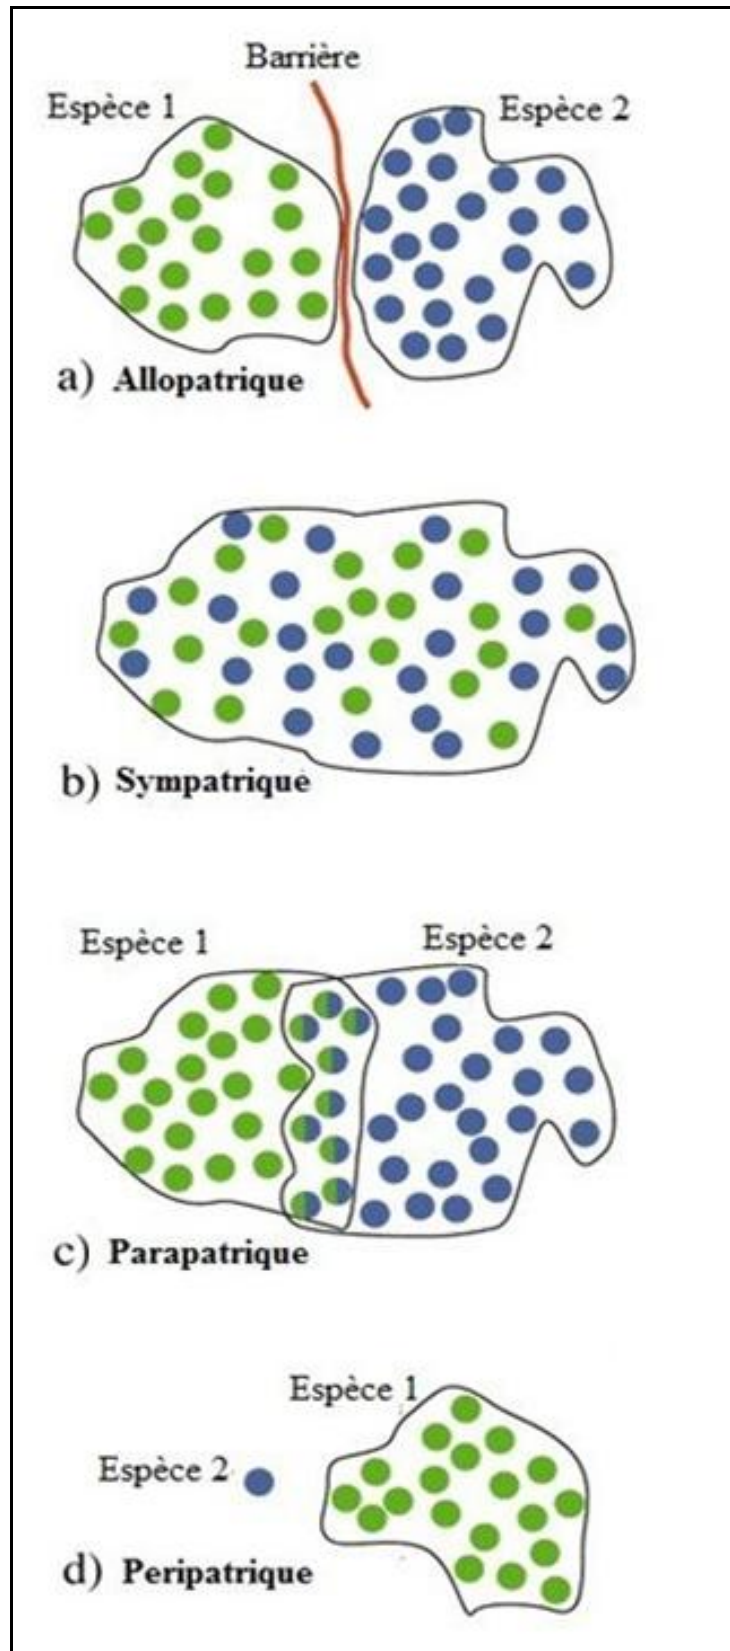 Barrière
Espèce 1
Espèce 2
a) Allopatrique
b) Sympatrique
Espèce 1
Espèce 2
c) Parapatrique
Espèce 1
Espèce 2
d) Peripatrique